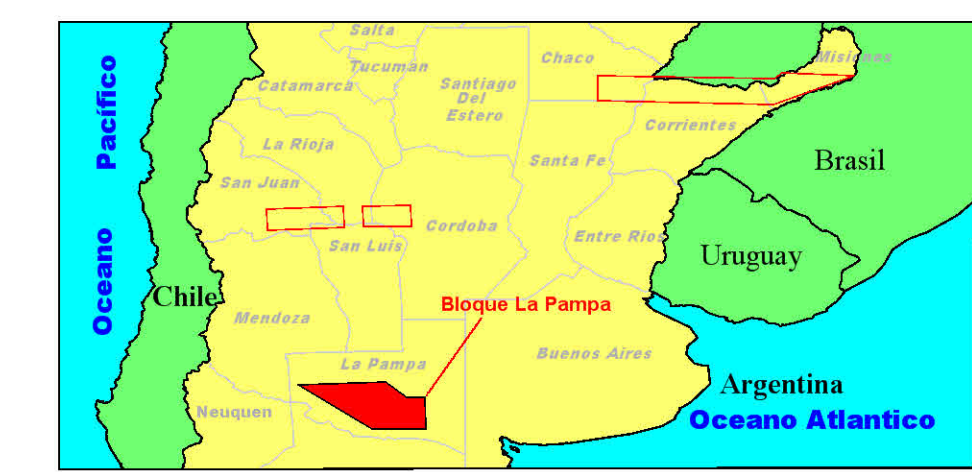 Salta
Tucuman
Catamarca
Santiago
Del
Estero
Chaco
Misiones
La Rioja
Corrientes
Santa Fe
Brasil
San Juan
Cordoba
San Luis
Entre Rios
Uruguay
Oceano Pacífico
Chile
Bloque La Pampa
Mendoza
Buenos Aires
La Pampa
Argentina
Neuquen
Oceano Atlantico